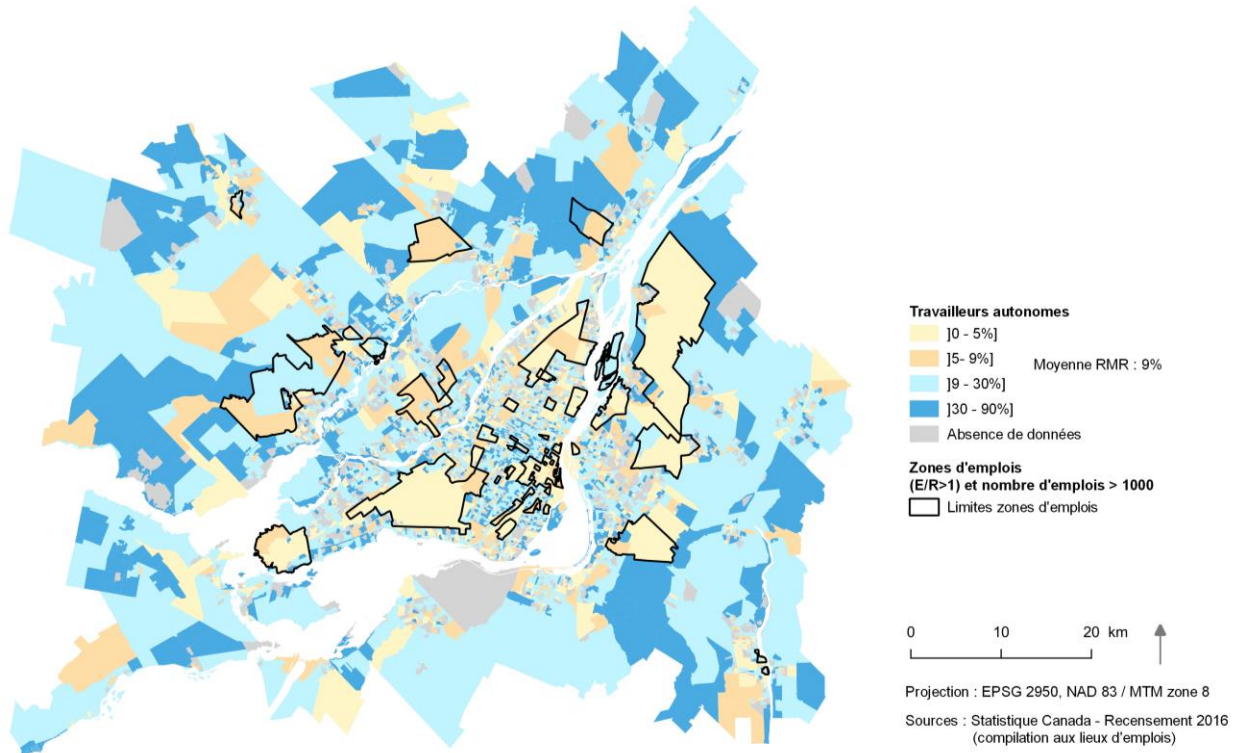 Travailleurs autonomes
]0 - 5%]
]5- 9%]
Moyenne RMR : 9%
]9 - 30%]
]30 - 90%]
Absence de données
Zones d'emplois
(E/R>1) et nombre d'emplois > 1000
Limites zones d'emplois
0 10 20 km
Projection : EPSG 2950, NAD 83 / MTM zone 8
Sources : Statistique Canada - Recensement 2016
(compilation aux lieux d'emplois)